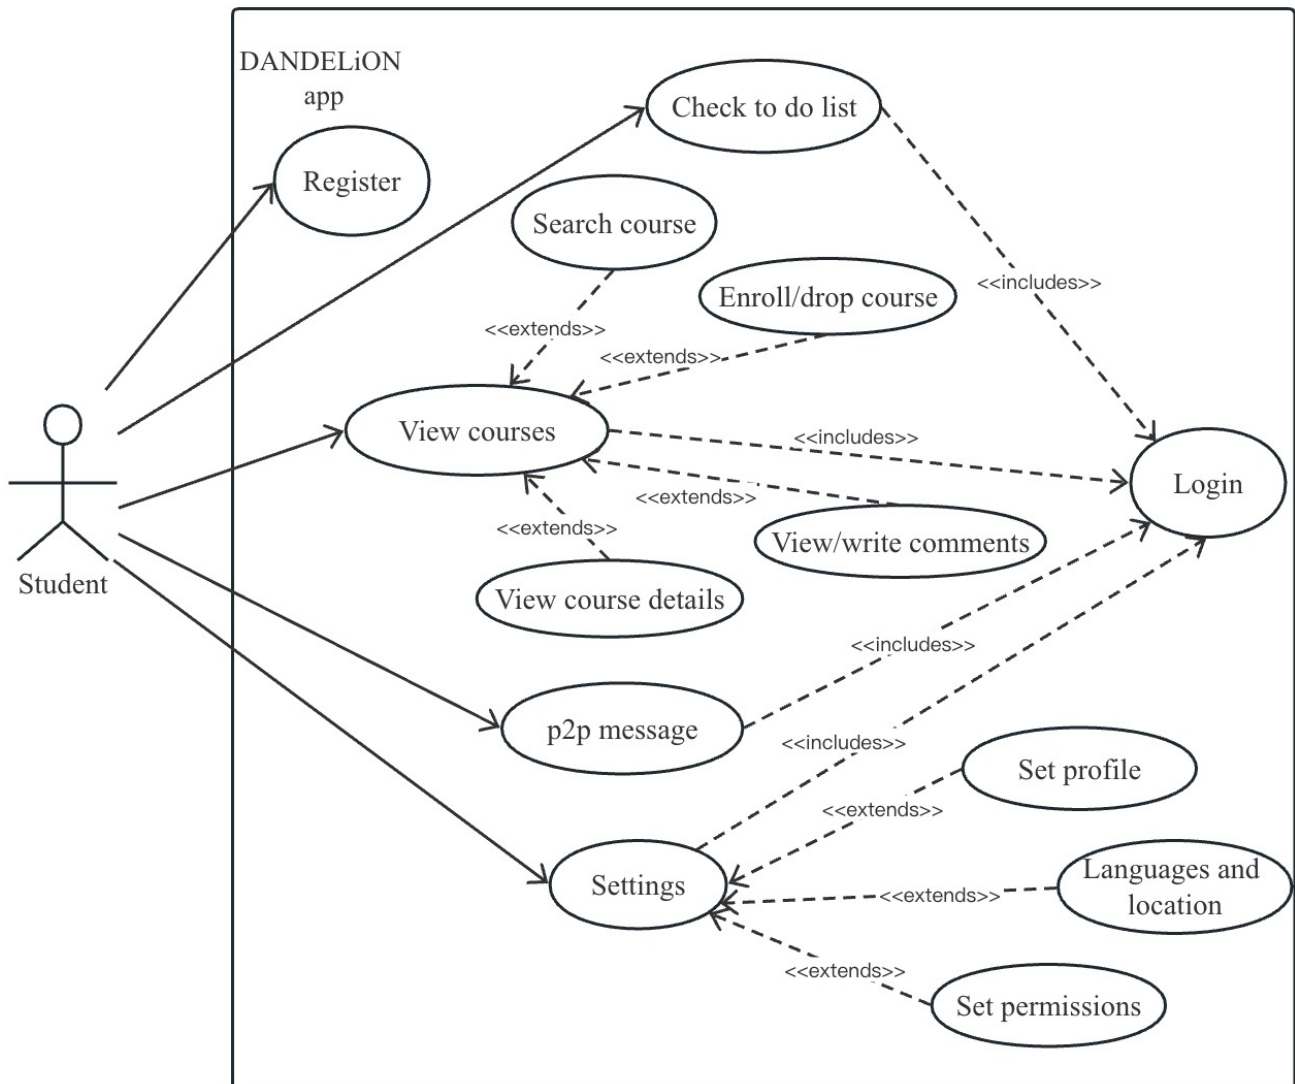 DANDELiON
app
Register
Check to do list
Search course
Enroll/drop course
<<includes>>
<<extends>>
<<extends>>
View courses
<<includes>>
Login
<<extends>>
<<extends>>
View/write comments
View course details
Student
<<includes>>
p2p message
<<includes>>
Set profile
<<extends>>
Settings
Languages and
location
<<extends>>
<<extends>>
Set permissions